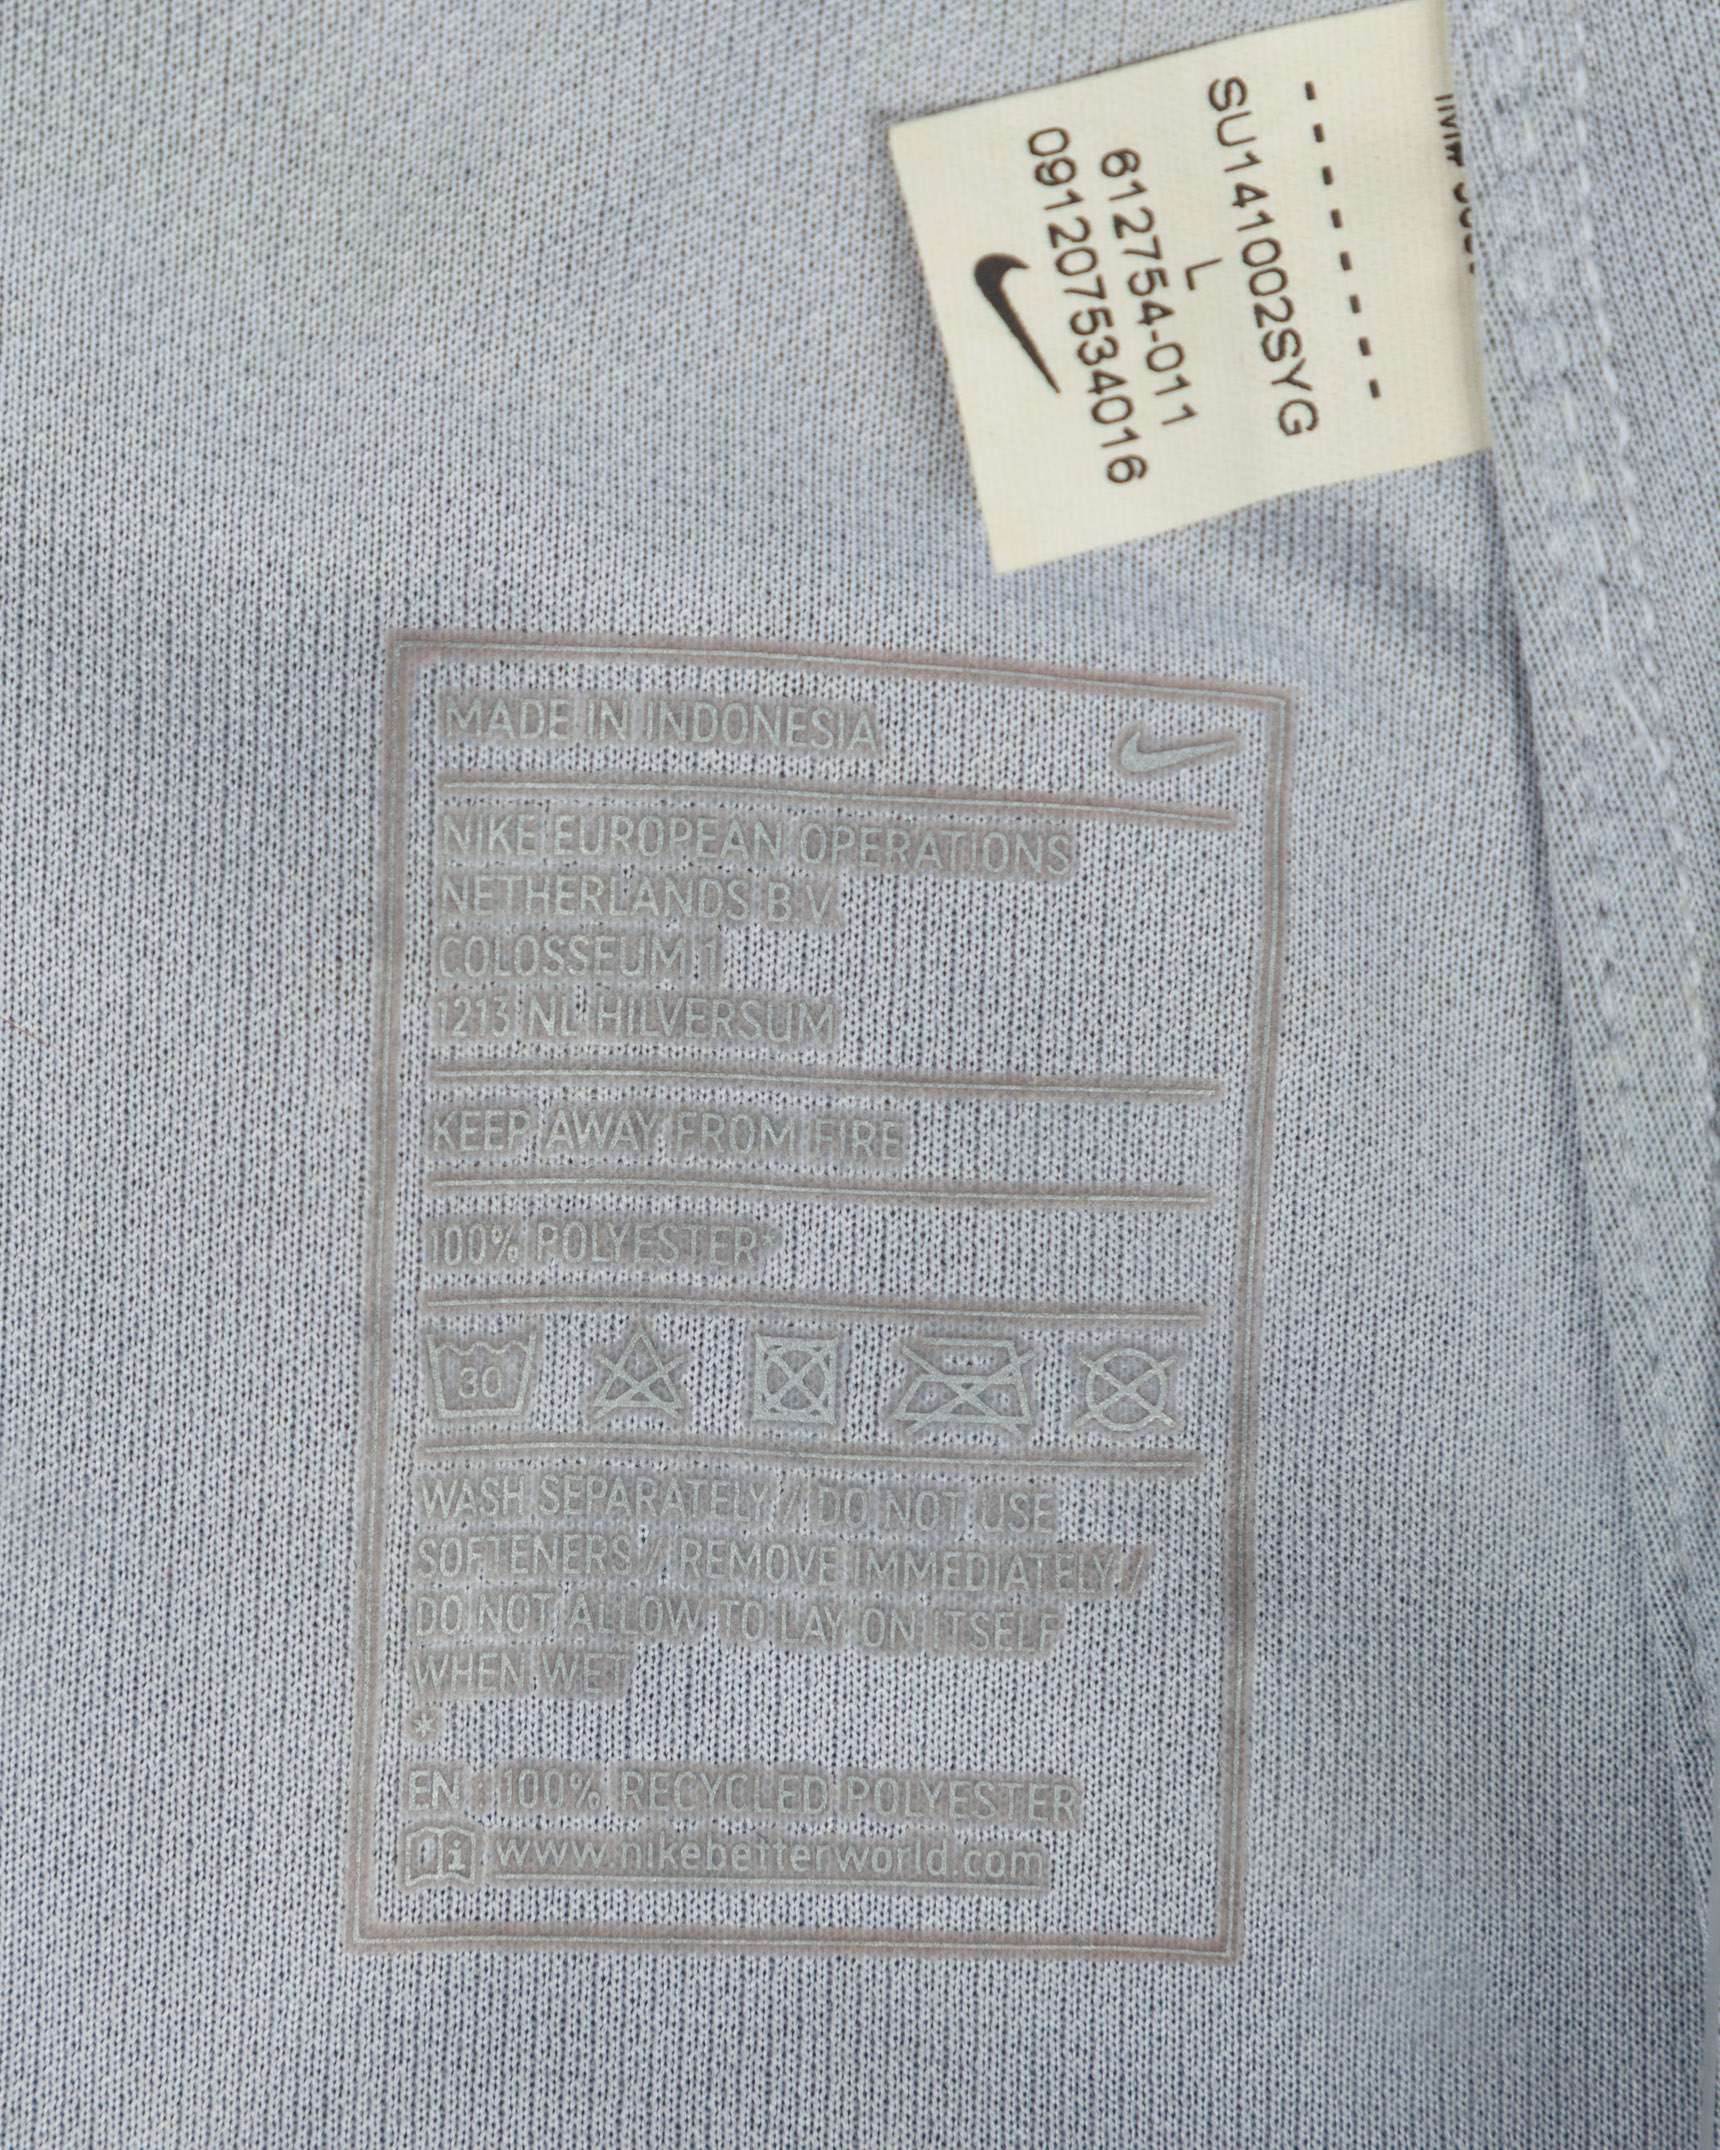 - - - - - - - -
SU141002SYG
L
612754-011
091207534016
MADE IN INDONESIA
NIKE EUROPEAN OPERATIONS
NETHERLANDS B.V.
COLOSSEUM 1
1213 NL HILVERSUM
KEEP AWAY FROM FIRE
100% POLYESTER*
30
WASH SEPARATELY // DO NOT USE
SOFTENERS // REMOVE IMMEDIATELY //
DO NOT ALLOW TO LAY ON ITSELF
WHEN WET
*
EN : 100% RECYCLED POLYESTER
i www.nikebetterworld.com